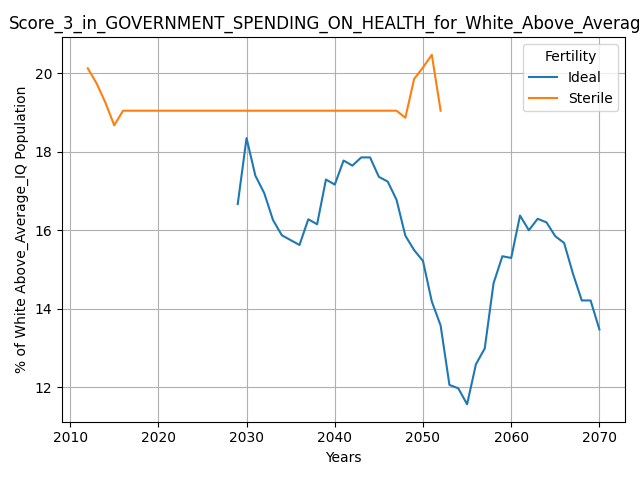 Score_3_in_GOVERNMENT_SPENDING_ON_HEALTH_for_White_Above_Averag
Fertility
Ideal
Sterile
% of White Above_Average_IQ Population
20
18
16
14
12
2010 2020 2030 2040 2050 2060 2070
Years